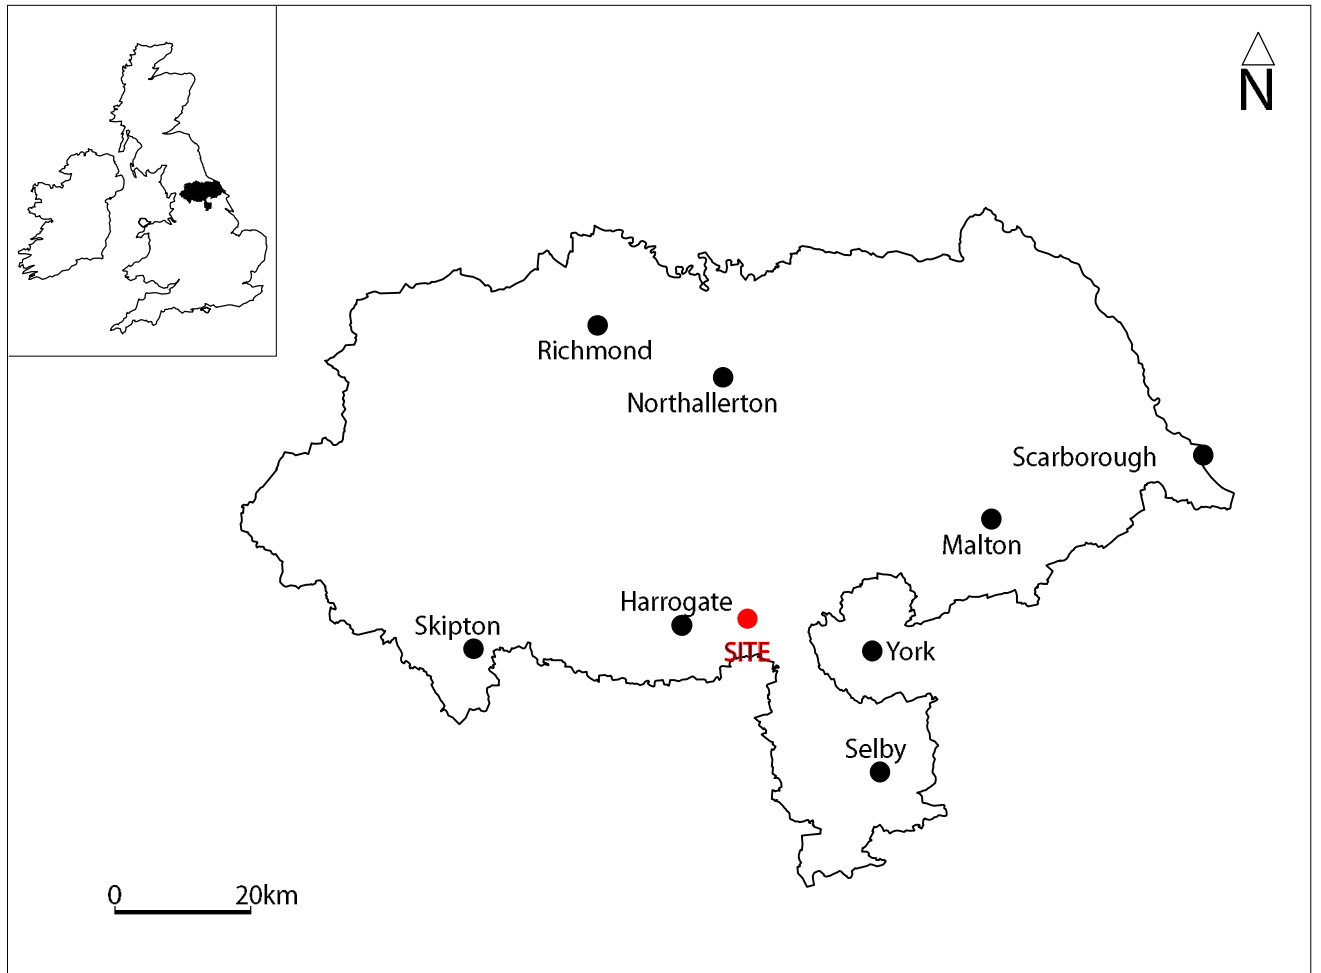 N
Richmond
Northallerton
Scarborough
Malton
Harrogate
Skipton
SITE
York
Selby
0 20km